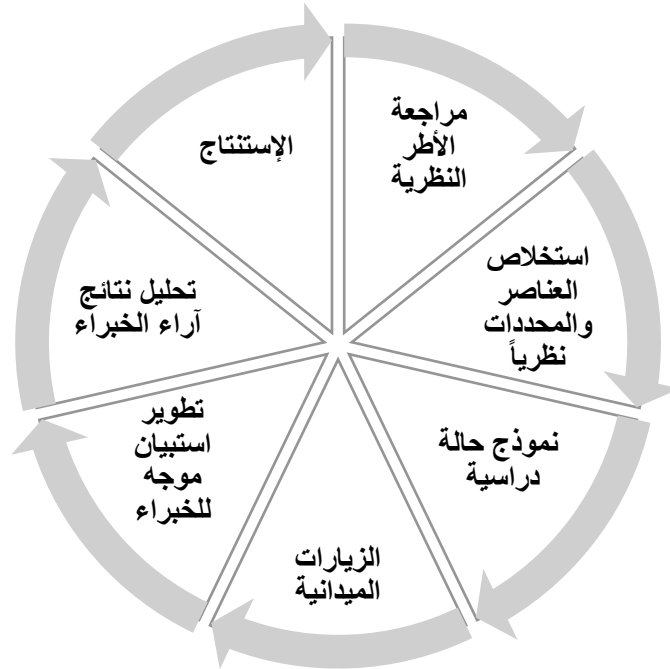 مراجعة
الأطر
النظرية
استخلاص
العناصر
والمحددات
نظرياً
نموذج حالة
دراسية
الزيارات
الميدانية
تطوير
استبيان
موجه
للخبراء
تحليل نتائج
آراء الخبراء
الإستنتاج